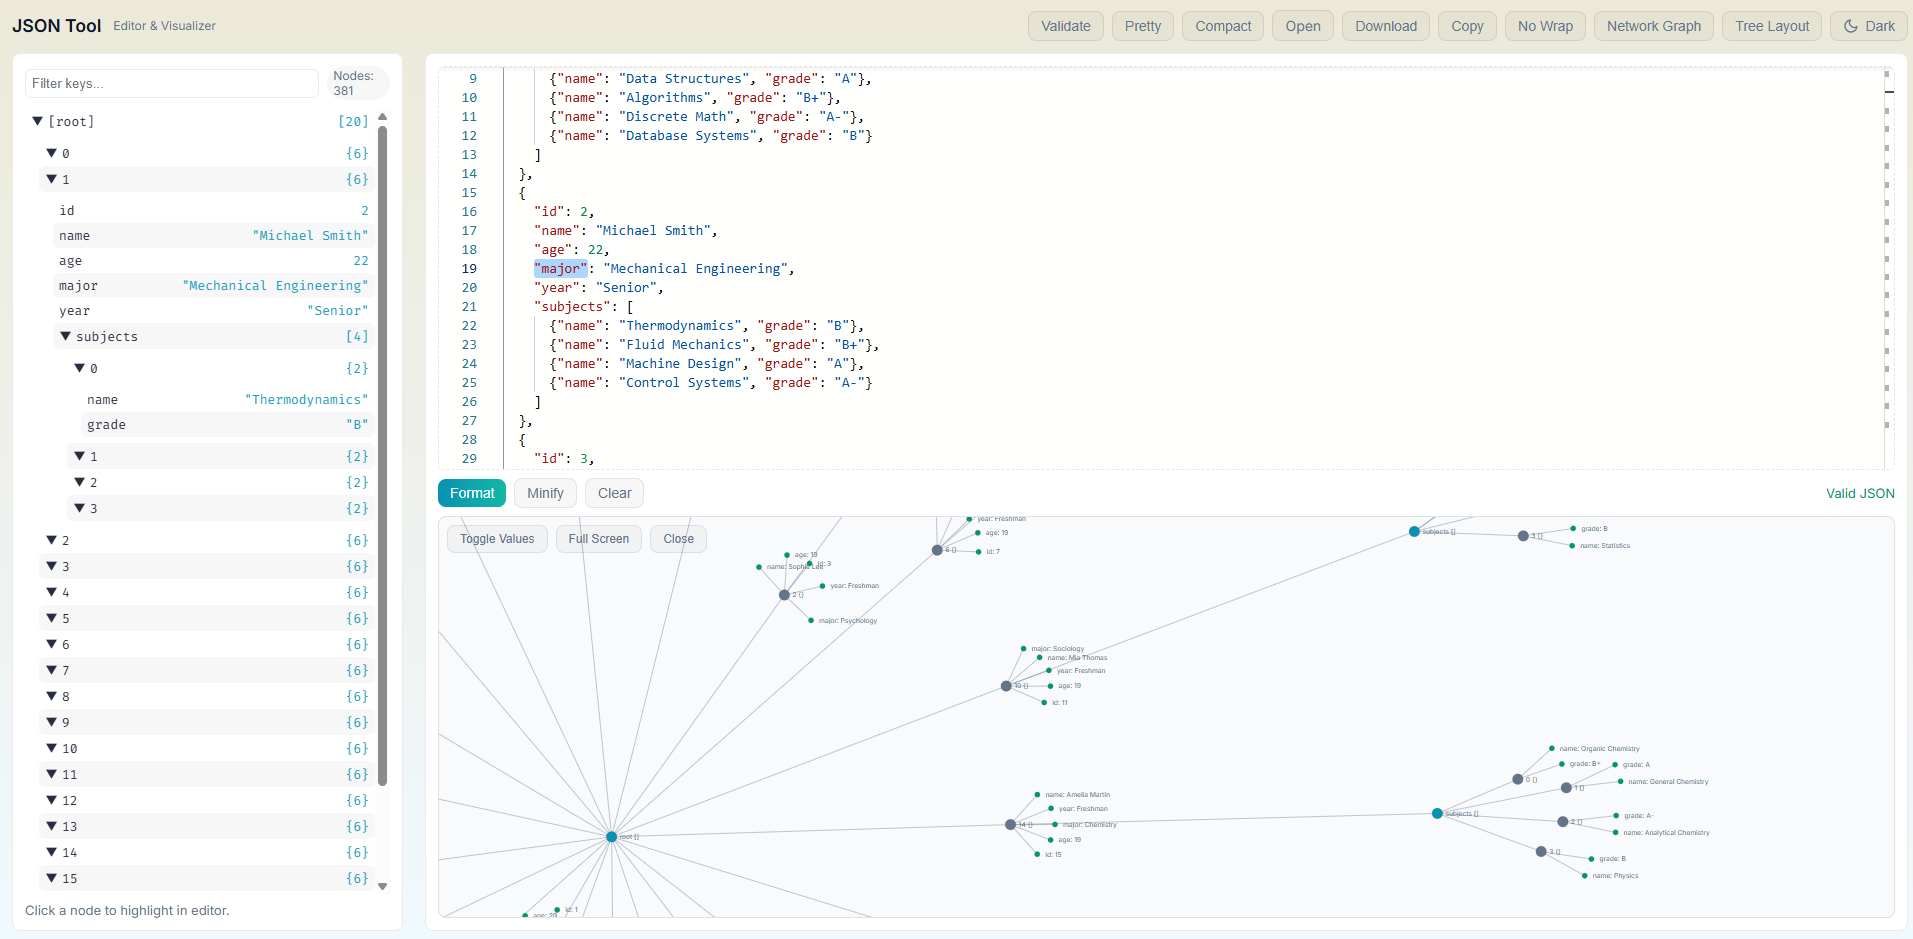 JSON Tool Editor & Visualizer
Validate Pretty Compact Open Download Copy No Wrap Network Graph Tree Layout Dark
Filter keys...
Nodes: 381
[root] [20]
0 {6}
1 {6}
id 2
name "Michael Smith"
age 22
major "Mechanical Engineering"
year "Senior"
subjects [4]
0 {2}
name "Thermodynamics"
grade "B"
1 {2}
2 {2}
3 {2}
2 {6}
3 {6}
4 {6}
5 {6}
6 {6}
7 {6}
8 {6}
9 {6}
10 {6}
11 {6}
12 {6}
13 {6}
14 {6}
15 {6}
Click a node to highlight in editor.
9 {"name": "Data Structures", "grade": "A"},
10 {"name": "Algorithms", "grade": "B+"},
11 {"name": "Discrete Math", "grade": "A-"},
12 {"name": "Database Systems", "grade": "B"}
13 ]
14 },
15 {
16 "id": 2,
17 "name": "Michael Smith",
18 "age": 22,
19 "major": "Mechanical Engineering",
20 "year": "Senior",
21 "subjects": [
22 {"name": "Thermodynamics", "grade": "B"},
23 {"name": "Fluid Mechanics", "grade": "B+"},
24 {"name": "Machine Design", "grade": "A"},
25 {"name": "Control Systems", "grade": "A-"}
26 ]
27 },
28 {
29 "id": 3,
Format Minify Clear
Valid JSON
Toggle Values Full Screen Close
year: Freshman
age: 19
6 {}
id: 7
age: 19
name: Sophia Lee
id: 3
year: Freshman
2 {}
major: Psychology
subjects []
3 {}
grade: B
name: Statistics
major: Sociology
name: Mia Thomas
year: Freshman
10 {}
age: 19
id: 11
name: Amelia Martin
year: Freshman
14 {}
major: Chemistry
age: 19
id: 15
root []
subjects []
name: Organic Chemistry
grade: B+
0 {}
grade: A
name: General Chemistry
1 {}
grade: A-
2 {}
name: Analytical Chemistry
3 {}
grade: B
name: Physics
id: 1
age: 20